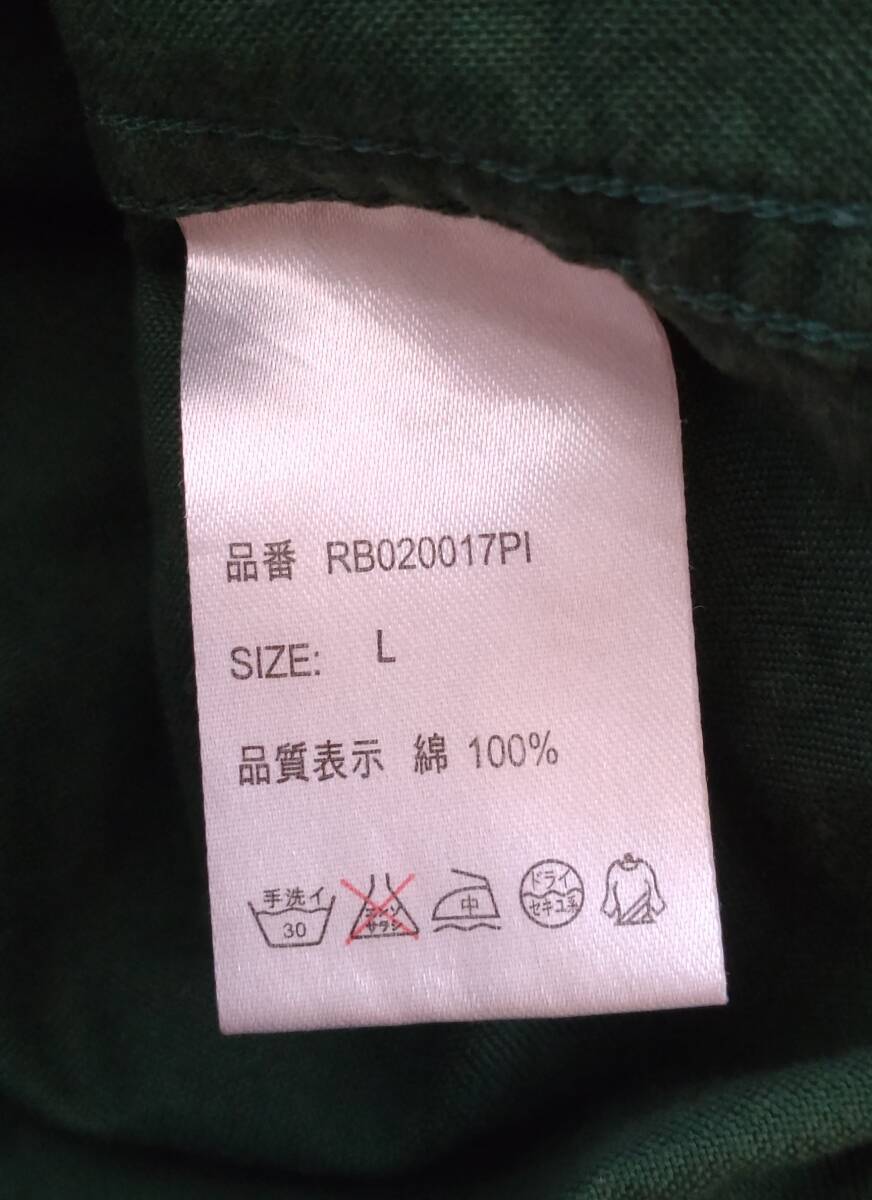 品番 RB020017PI
SIZE: L
品質表示 綿 100%
手洗イ 30
エンソ サラシ
中
ドライ セキユ系